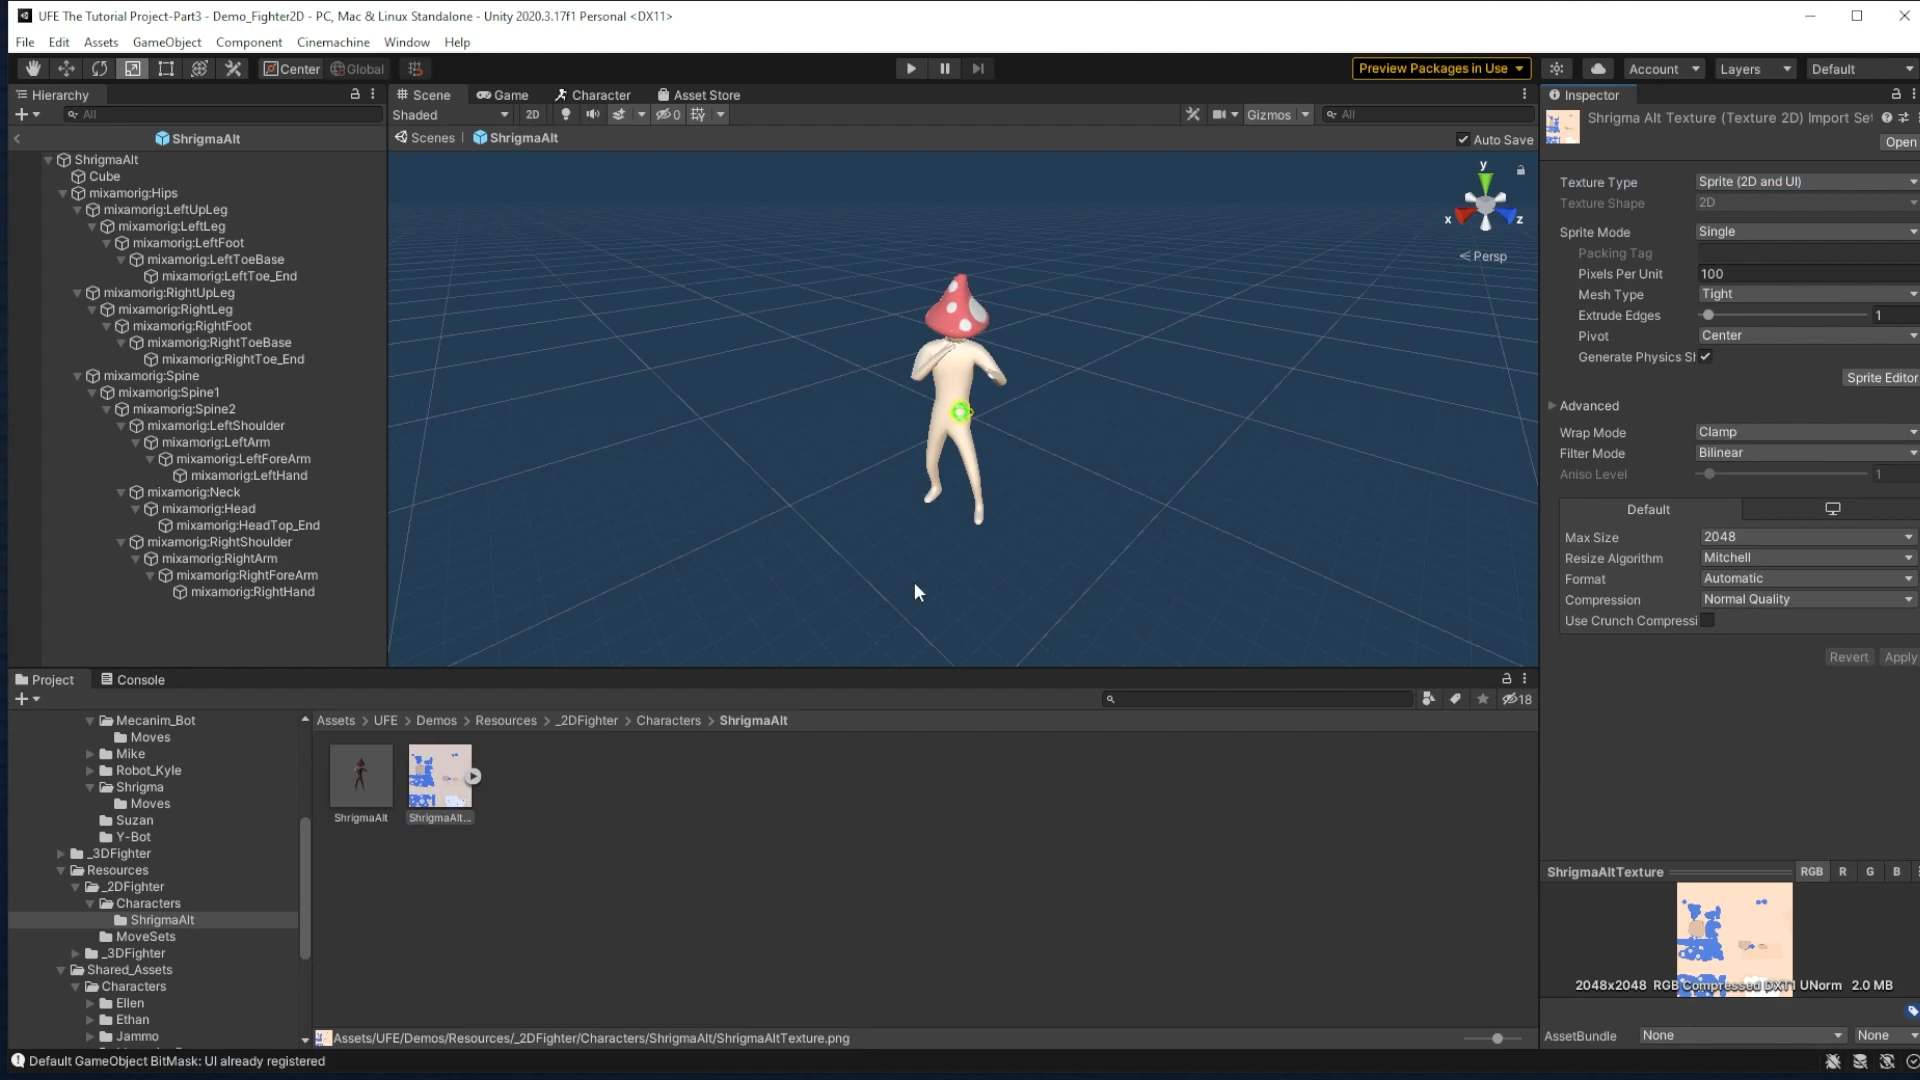 UFE The Tutorial Project-Part3 - Demo_Fighter2D - PC, Mac & Linux Standalone - Unity 2020.3.17f1 Personal <DX11>
File Edit Assets GameObject Component Cinemachine Window Help
Center Global
Preview Packages in Use
Account Layers Default
Hierarchy
All
ShrigmaAlt
ShrigmaAlt
Cube
mixamorig:Hips
mixamorig:LeftUpLeg
mixamorig:LeftLeg
mixamorig:LeftFoot
mixamorig:LeftToeBase
mixamorig:LeftToe_End
mixamorig:RightUpLeg
mixamorig:RightLeg
mixamorig:RightFoot
mixamorig:RightToeBase
mixamorig:RightToe_End
mixamorig:Spine
mixamorig:Spine1
mixamorig:Spine2
mixamorig:LeftShoulder
mixamorig:LeftArm
mixamorig:LeftForeArm
mixamorig:LeftHand
mixamorig:Neck
mixamorig:Head
mixamorig:HeadTop_End
mixamorig:RightShoulder
mixamorig:RightArm
mixamorig:RightForeArm
mixamorig:RightHand
Scene Game Character Asset Store
Shaded 2D 0 Gizmos All
Scenes ShrigmaAlt Auto Save
y
x z
Persp
Inspector
Shrigma Alt Texture (Texture 2D) Import Set
Open
Texture Type Sprite (2D and UI)
Texture Shape 2D
Sprite Mode Single
Packing Tag
Pixels Per Unit 100
Mesh Type Tight
Extrude Edges 1
Pivot Center
Generate Physics Sl
Sprite Editor
Advanced
Wrap Mode Clamp
Filter Mode Bilinear
Aniso Level 1
Default
Max Size 2048
Resize Algorithm Mitchell
Format Automatic
Compression Normal Quality
Use Crunch Compressi
Revert Apply
Project Console
18
Mecanim_Bot
Moves
Mike
Robot_Kyle
Shrigma
Moves
Suzan
Y-Bot
_3DFighter
Resources
_2DFighter
Characters
ShrigmaAlt
MoveSets
_3DFighter
Shared_Assets
Characters
Ellen
Ethan
Jammo
Assets > UFE > Demos > Resources > _2DFighter > Characters > ShrigmaAlt
ShrigmaAlt
ShrigmaAlt...
Assets/UFE/Demos/Resources/_2DFighter/Characters/ShrigmaAlt/ShrigmaAltTexture.png
ShrigmaAltTexture RGB R G B
2048x2048 RGB Compressed DXT1 UNorm 2.0 MB
AssetBundle None None
Default GameObject BitMask: UI already registered